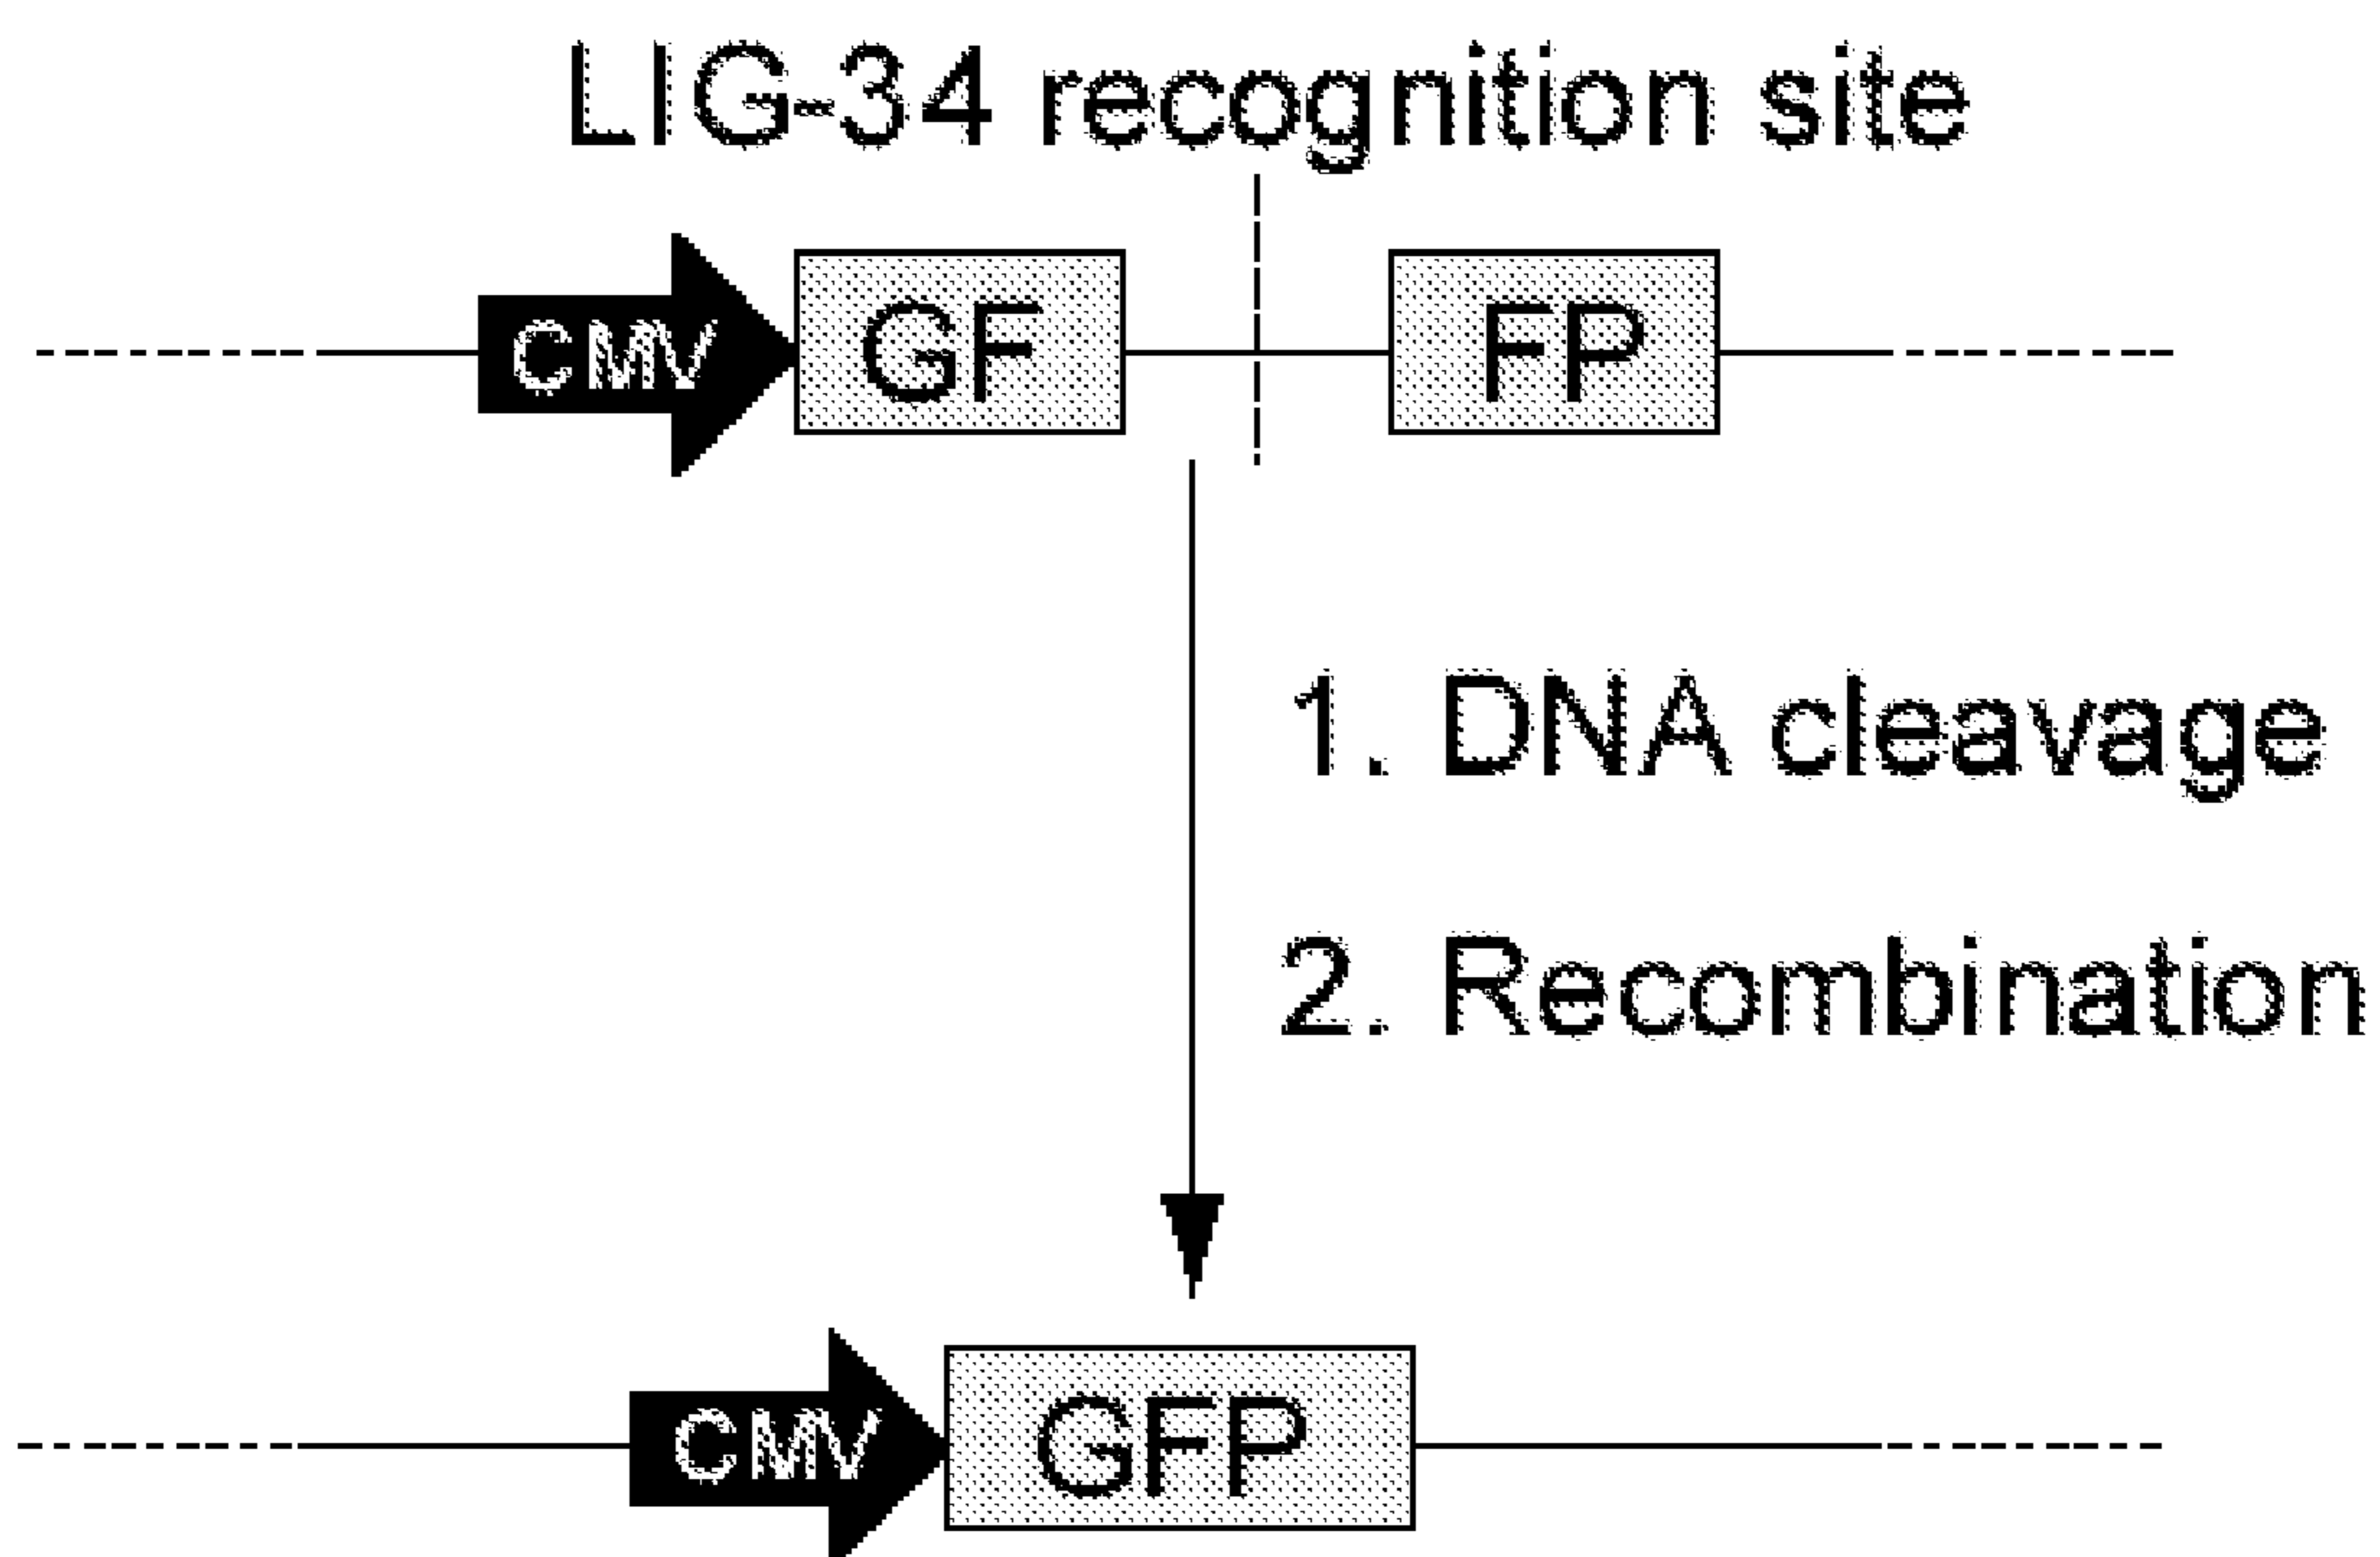 LIG-34 recognition site
CMV GF FP
1. DNA cleavage
2. Recombination
CMV GFP